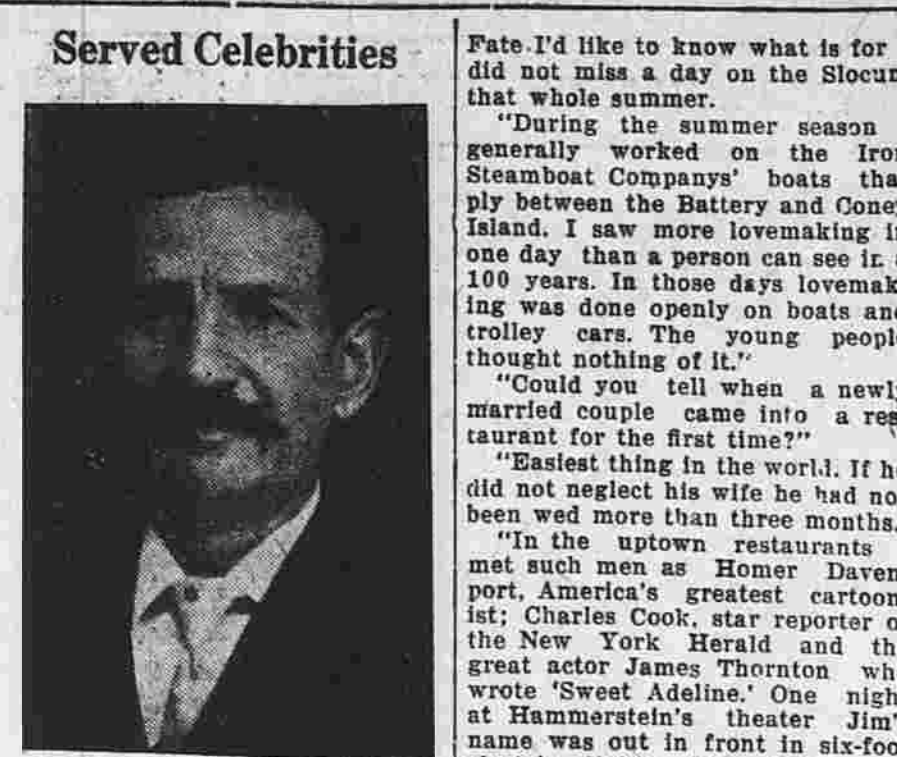 Served Celebrities
Fate I'd like to know what is for
did not miss a day on the Slocum
that whole summer.
"During the summer season
generally worked on the Iron
Steamboat Companys' boats tha
ply between the Battery and Coney
Island. I saw more lovemaking in
one day than a person can see in a
100 years. In those days lovemak
ing was done openly on boats and
trolley cars. The young people
thought nothing of it."
"Could you tell when a newly
married couple came into a res
taurant for the first time?"
"Easiest thing in the world. If he
did not neglect his wife he had no
been wed more than three months.
"In the uptown restaurants
met such men as Homer Daven
port, America's greatest cartoon
ist; Charles Cook, star reporter o
the New York Herald and th
great actor James Thornton wh
wrote 'Sweet Adeline.' One nigh
at Hammerstein's theater Jim'
name was out in front in six-foo